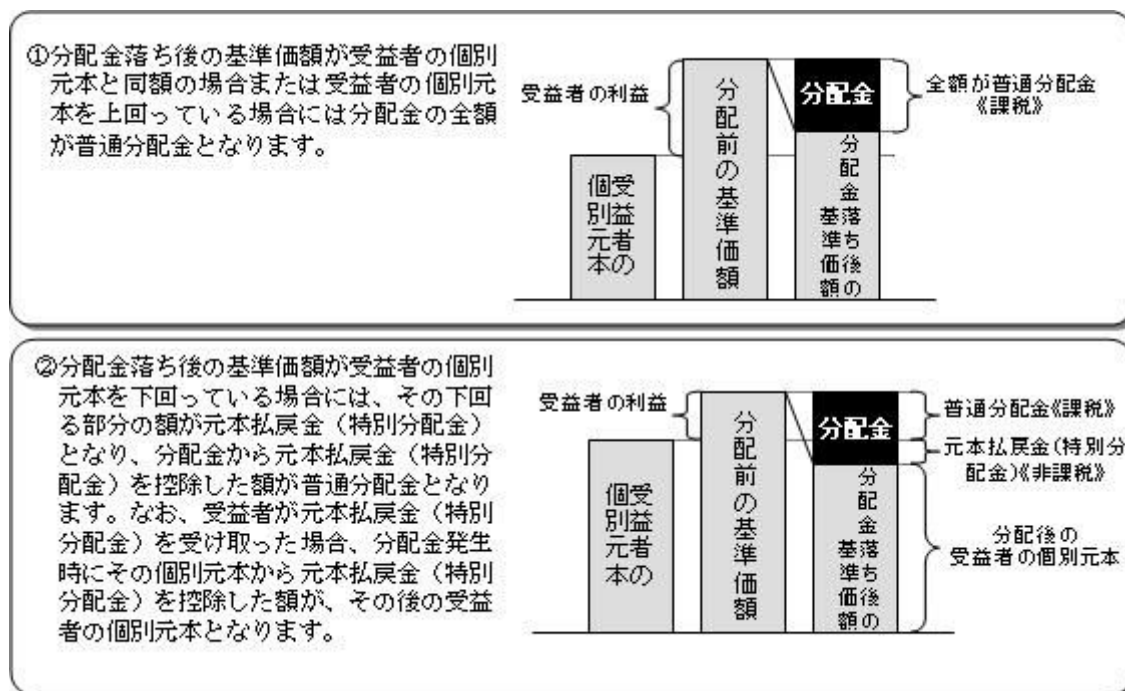 ①分配金落ち後の基準価額が受益者の個別
元本と同額の場合または受益者の個別元
本を上回っている場合には分配金の全額
が普通分配金となります。
受益者の利益
受益者の
個別元本
分配前の基準価額
分配金
分配金落ち後の
基準価額
全額が普通分配金
《課税》
②分配金落ち後の基準価額が受益者の個別
元本を下回っている場合には、その下回
る部分の額が元本払戻金（特別分配金）
となり、分配金から元本払戻金（特別分
配金）を控除した額が普通分配金となり
ます。なお、受益者が元本払戻金（特別
分配金）を受け取った場合、分配金発生
時にその個別元本から元本払戻金（特別
分配金）を控除した額が、その後の受益
者の個別元本となります。
受益者の利益
受益者の
個別元本
分配前の基準価額
分配金
分配金落ち後の
基準価額
普通分配金《課税》
元本払戻金(特別分
配金)《非課税》
分配後の
受益者の個別元本